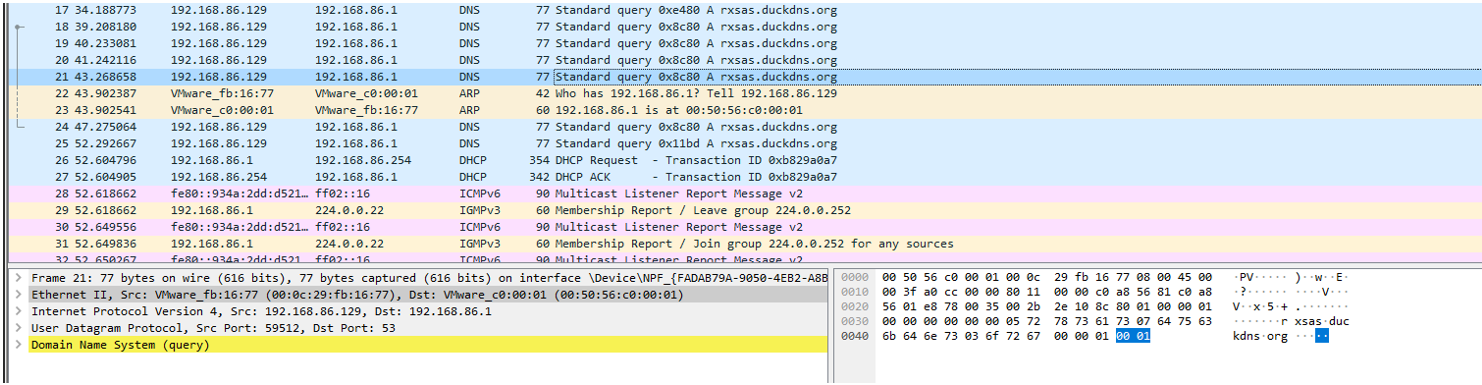 17 34.188773 192.168.86.129 192.168.86.1 DNS 77 Standard query 0xe480 A rxsas.duckdns.org
18 39.208180 192.168.86.129 192.168.86.1 DNS 77 Standard query 0x8c80 A rxsas.duckdns.org
19 40.233081 192.168.86.129 192.168.86.1 DNS 77 Standard query 0x8c80 A rxsas.duckdns.org
20 41.242116 192.168.86.129 192.168.86.1 DNS 77 Standard query 0x8c80 A rxsas.duckdns.org
21 43.268658 192.168.86.129 192.168.86.1 DNS 77 Standard query 0x8c80 A rxsas.duckdns.org
22 43.902387 VMware_fb:16:77 VMware_c0:00:01 ARP 42 Who has 192.168.86.1? Tell 192.168.86.129
23 43.902541 VMware_c0:00:01 VMware_fb:16:77 ARP 60 192.168.86.1 is at 00:50:56:c0:00:01
24 47.275064 192.168.86.129 192.168.86.1 DNS 77 Standard query 0x8c80 A rxsas.duckdns.org
25 52.292667 192.168.86.129 192.168.86.1 DNS 77 Standard query 0x11bd A rxsas.duckdns.org
26 52.604796 192.168.86.1 192.168.86.254 DHCP 354 DHCP Request - Transaction ID 0xb829a0a7
27 52.604905 192.168.86.254 192.168.86.1 DHCP 342 DHCP ACK - Transaction ID 0xb829a0a7
28 52.618662 fe80::934a:2dd:d521… ff02::16 ICMPv6 90 Multicast Listener Report Message v2
29 52.618662 192.168.86.1 224.0.0.22 IGMPv3 60 Membership Report / Leave group 224.0.0.252
30 52.649556 fe80::934a:2dd:d521… ff02::16 ICMPv6 90 Multicast Listener Report Message v2
31 52.649836 192.168.86.1 224.0.0.22 IGMPv3 60 Membership Report / Join group 224.0.0.252 for any sources
32 52.650267 fe80::934a:2dd:d521… ff02::16 ICMPv6 90 Multicast Listener Report Message v2
Frame 21: 77 bytes on wire (616 bits), 77 bytes captured (616 bits) on interface \Device\NPF_{FADAB79A-9050-4EB2-A8B
Ethernet II, Src: VMware_fb:16:77 (00:0c:29:fb:16:77), Dst: VMware_c0:00:01 (00:50:56:c0:00:01)
Internet Protocol Version 4, Src: 192.168.86.129, Dst: 192.168.86.1
User Datagram Protocol, Src Port: 59512, Dst Port: 53
Domain Name System (query)
0000 00 50 56 c0 00 01 00 0c 29 fb 16 77 08 00 45 00 ·PV····· )··w··E·
0010 00 3f a0 cc 00 00 80 11 00 00 c0 a8 56 81 c0 a8 ·?······ ····V···
0020 56 01 e8 78 00 35 00 2b 2e 10 8c 80 01 00 00 01 V··x·5·+ .·······
0030 00 00 00 00 00 00 05 72 78 73 61 73 07 64 75 63 ·······r xsas·duc
0040 6b 64 6e 73 03 6f 72 67 00 00 01 00 01 kdns·org ·····